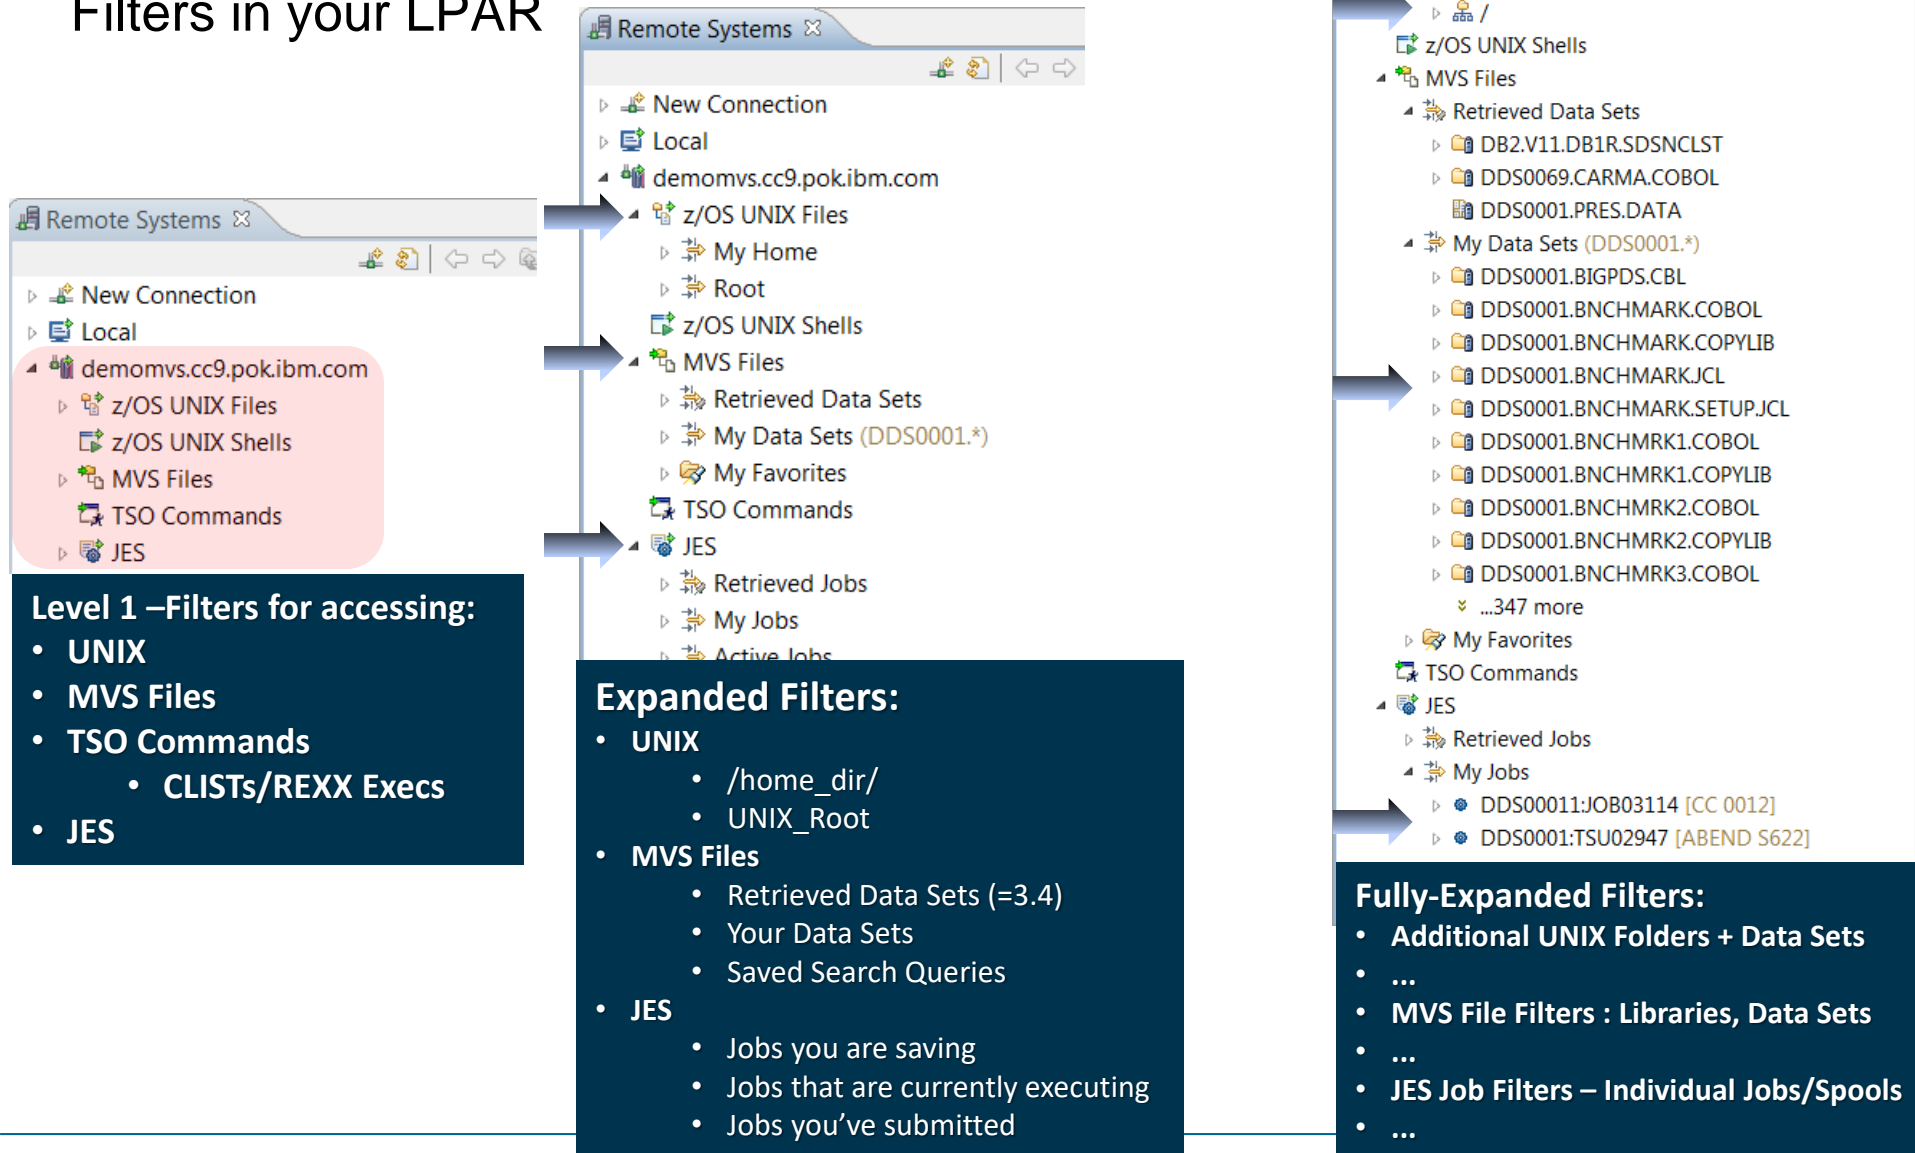 Filters in your LPAR
Remote Systems
New Connection
Local
demomvs.cc9.pok.ibm.com
z/OS UNIX Files
z/OS UNIX Shells
MVS Files
TSO Commands
JES
Level 1 –Filters for accessing:
• UNIX
• MVS Files
• TSO Commands
• CLISTs/REXX Execs
• JES
Remote Systems
New Connection
Local
demomvs.cc9.pok.ibm.com
z/OS UNIX Files
My Home
Root
z/OS UNIX Shells
MVS Files
Retrieved Data Sets
My Data Sets (DDS0001.*)
My Favorites
TSO Commands
JES
Retrieved Jobs
My Jobs
Active Jobs
Expanded Filters:
• UNIX
• /home_dir/
• UNIX_Root
• MVS Files
• Retrieved Data Sets (=3.4)
• Your Data Sets
• Saved Search Queries
• JES
• Jobs you are saving
• Jobs that are currently executing
• Jobs you’ve submitted
/
z/OS UNIX Shells
MVS Files
Retrieved Data Sets
DB2.V11.DB1R.SDSNCLST
DDS0069.CARMA.COBOL
DDS0001.PRES.DATA
My Data Sets (DDS0001.*)
DDS0001.BIGPDS.CBL
DDS0001.BNCHMARK.COBOL
DDS0001.BNCHMARK.COPYLIB
DDS0001.BNCHMARK.JCL
DDS0001.BNCHMARK.SETUP.JCL
DDS0001.BNCHMRK1.COBOL
DDS0001.BNCHMRK1.COPYLIB
DDS0001.BNCHMRK2.COBOL
DDS0001.BNCHMRK2.COPYLIB
DDS0001.BNCHMRK3.COBOL
...347 more
My Favorites
TSO Commands
JES
Retrieved Jobs
My Jobs
DDS00011:JOB03114 [CC 0012]
DDS0001:TSU02947 [ABEND S622]
Fully-Expanded Filters:
• Additional UNIX Folders + Data Sets
• ...
• MVS File Filters : Libraries, Data Sets
• ...
• JES Job Filters – Individual Jobs/Spools
• ...